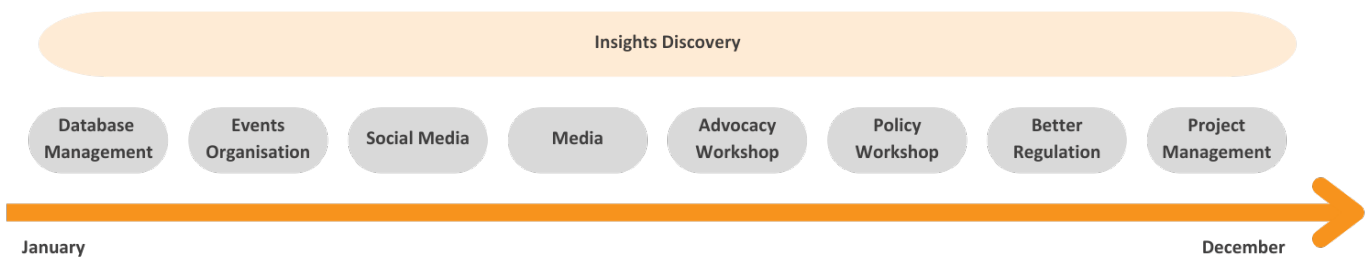 Insights Discovery
Database
Management
Events
Organisation
Social Media
Media
Advocacy
Workshop
Policy
Workshop
Better
Regulation
Project
Management
January
December